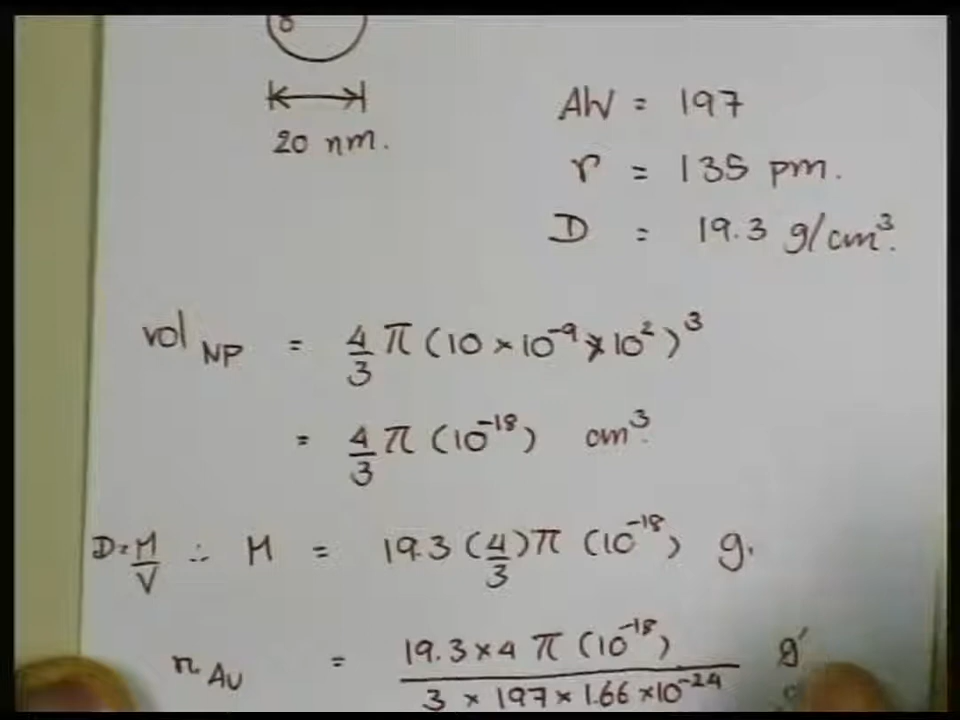 20 nm.
AW = 197
r = 135 pm.
D = 19.3 g/cm³.
vol NP = 4/3 π (10 × 10⁻⁹ × 10²)³
= 4/3 π (10⁻¹⁸) cm³.
D = M/V ∴ M = 19.3 (4/3) π (10⁻¹⁸) g.
n Au = 19.3 × 4 π (10⁻¹⁸) / 3 × 197 × 1.66 × 10⁻²⁴ g